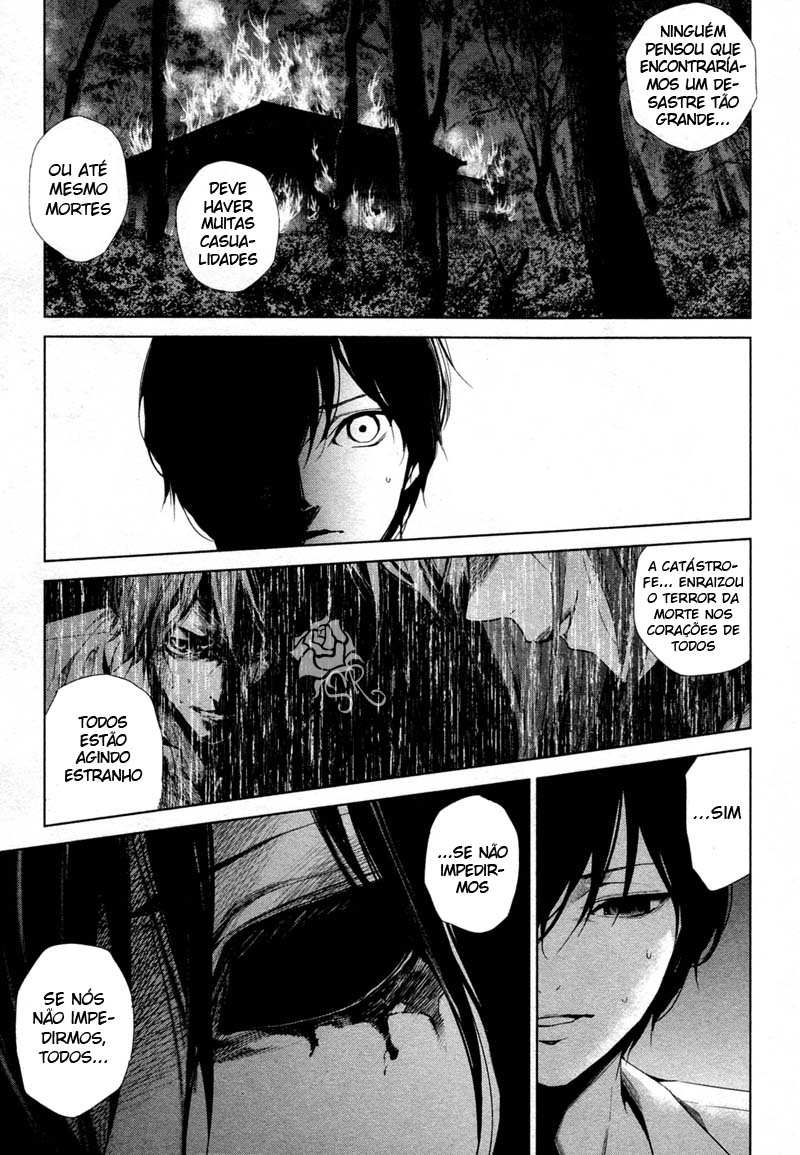 NINGUÉM
PENSOU QUE
ENCONTRARÍA-
MOS UM DE-
SASTRE TÃO
GRANDE...
DEVE
HAVER
MUITAS
CASUA-
LIDADES
OU ATÉ
MESMO
MORTES
A CATÁSTRO-
FE... ENRAIZOU
O TERROR DA
MORTE NOS
CORAÇÕES DE
TODOS
TODOS
ESTÃO
AGINDO
ESTRANHO
...SIM
...SE NÃO
IMPEDIR-
MOS
SE NÓS
NÃO IMPE-
DIRMOS,
TODOS...